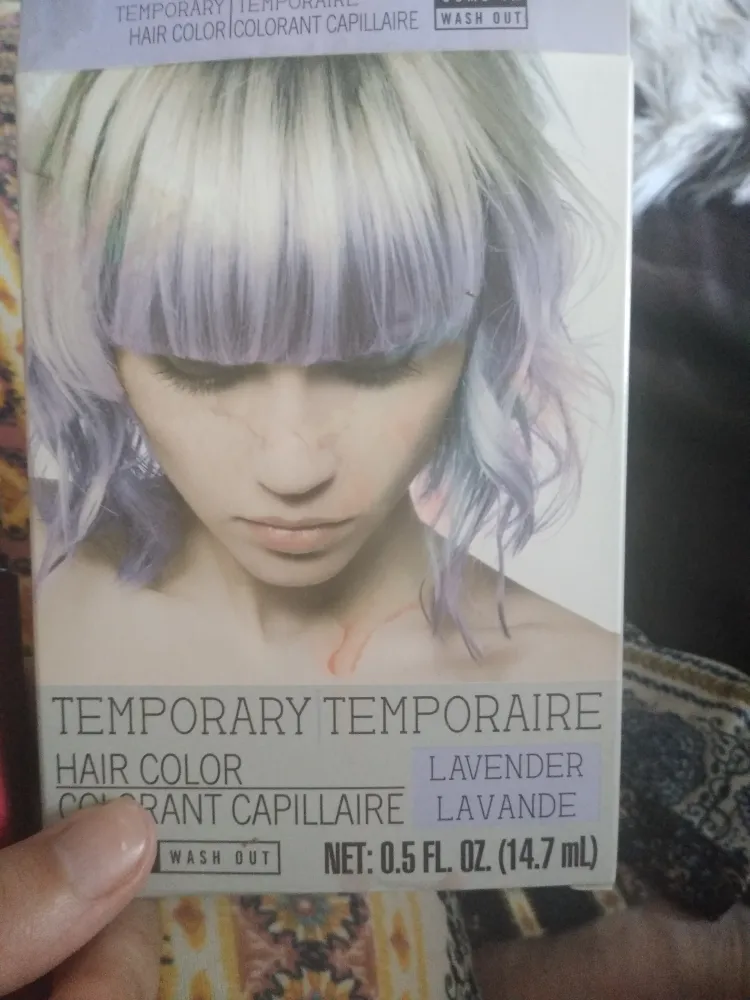 TEMPORARY TEMPORAIRE
HAIR COLOR COLORANT CAPILLAIRE
WASH OUT
TEMPORARY TEMPORAIRE
HAIR COLOR
CAPILLAIRE
LAVENDER
LAVANDE
WASH OUT
NET: 0.5 FL. OZ. (14.7 mL)